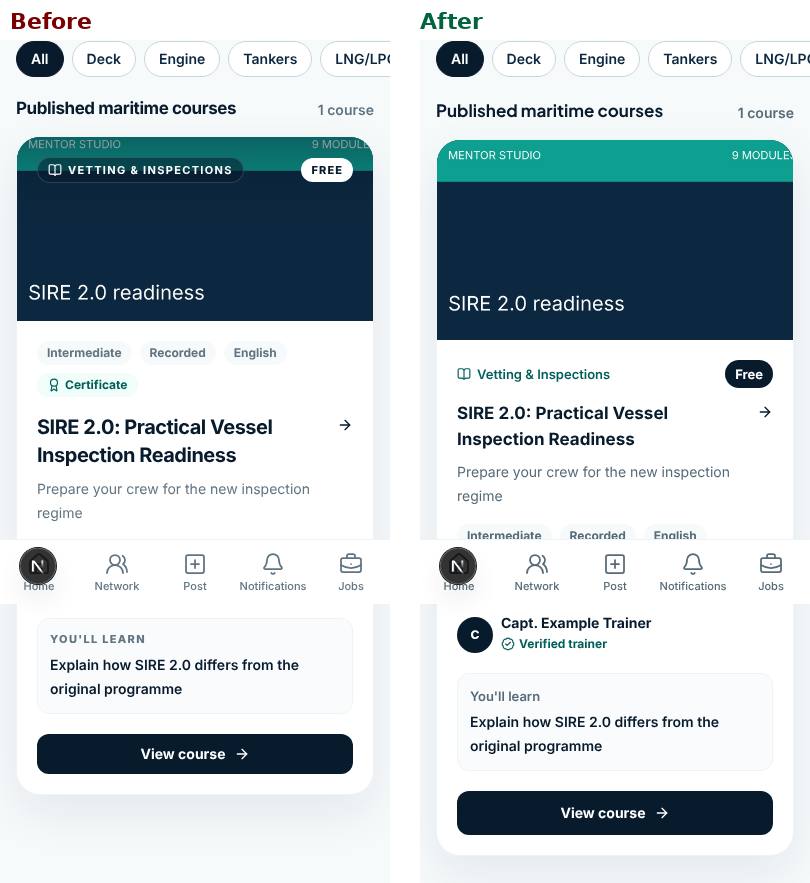 Before
All
Deck
Engine
Tankers
LNG/LPG
Published maritime courses
1 course
MENTOR STUDIO
9 MODULES
VETTING & INSPECTIONS
FREE
SIRE 2.0 readiness
Intermediate
Recorded
English
Certificate
SIRE 2.0: Practical Vessel
Inspection Readiness
Prepare your crew for the new inspection
regime
N
Home
Network
Post
Notifications
Jobs
YOU'LL LEARN
Explain how SIRE 2.0 differs from the
original programme
View course
After
All
Deck
Engine
Tankers
LNG/LPG
Published maritime courses
1 course
MENTOR STUDIO
9 MODULES
SIRE 2.0 readiness
Vetting & Inspections
Free
SIRE 2.0: Practical Vessel
Inspection Readiness
Prepare your crew for the new inspection
regime
Intermediate
Recorded
English
N
Home
Network
Post
Notifications
Jobs
C
Capt. Example Trainer
Verified trainer
You'll learn
Explain how SIRE 2.0 differs from the
original programme
View course